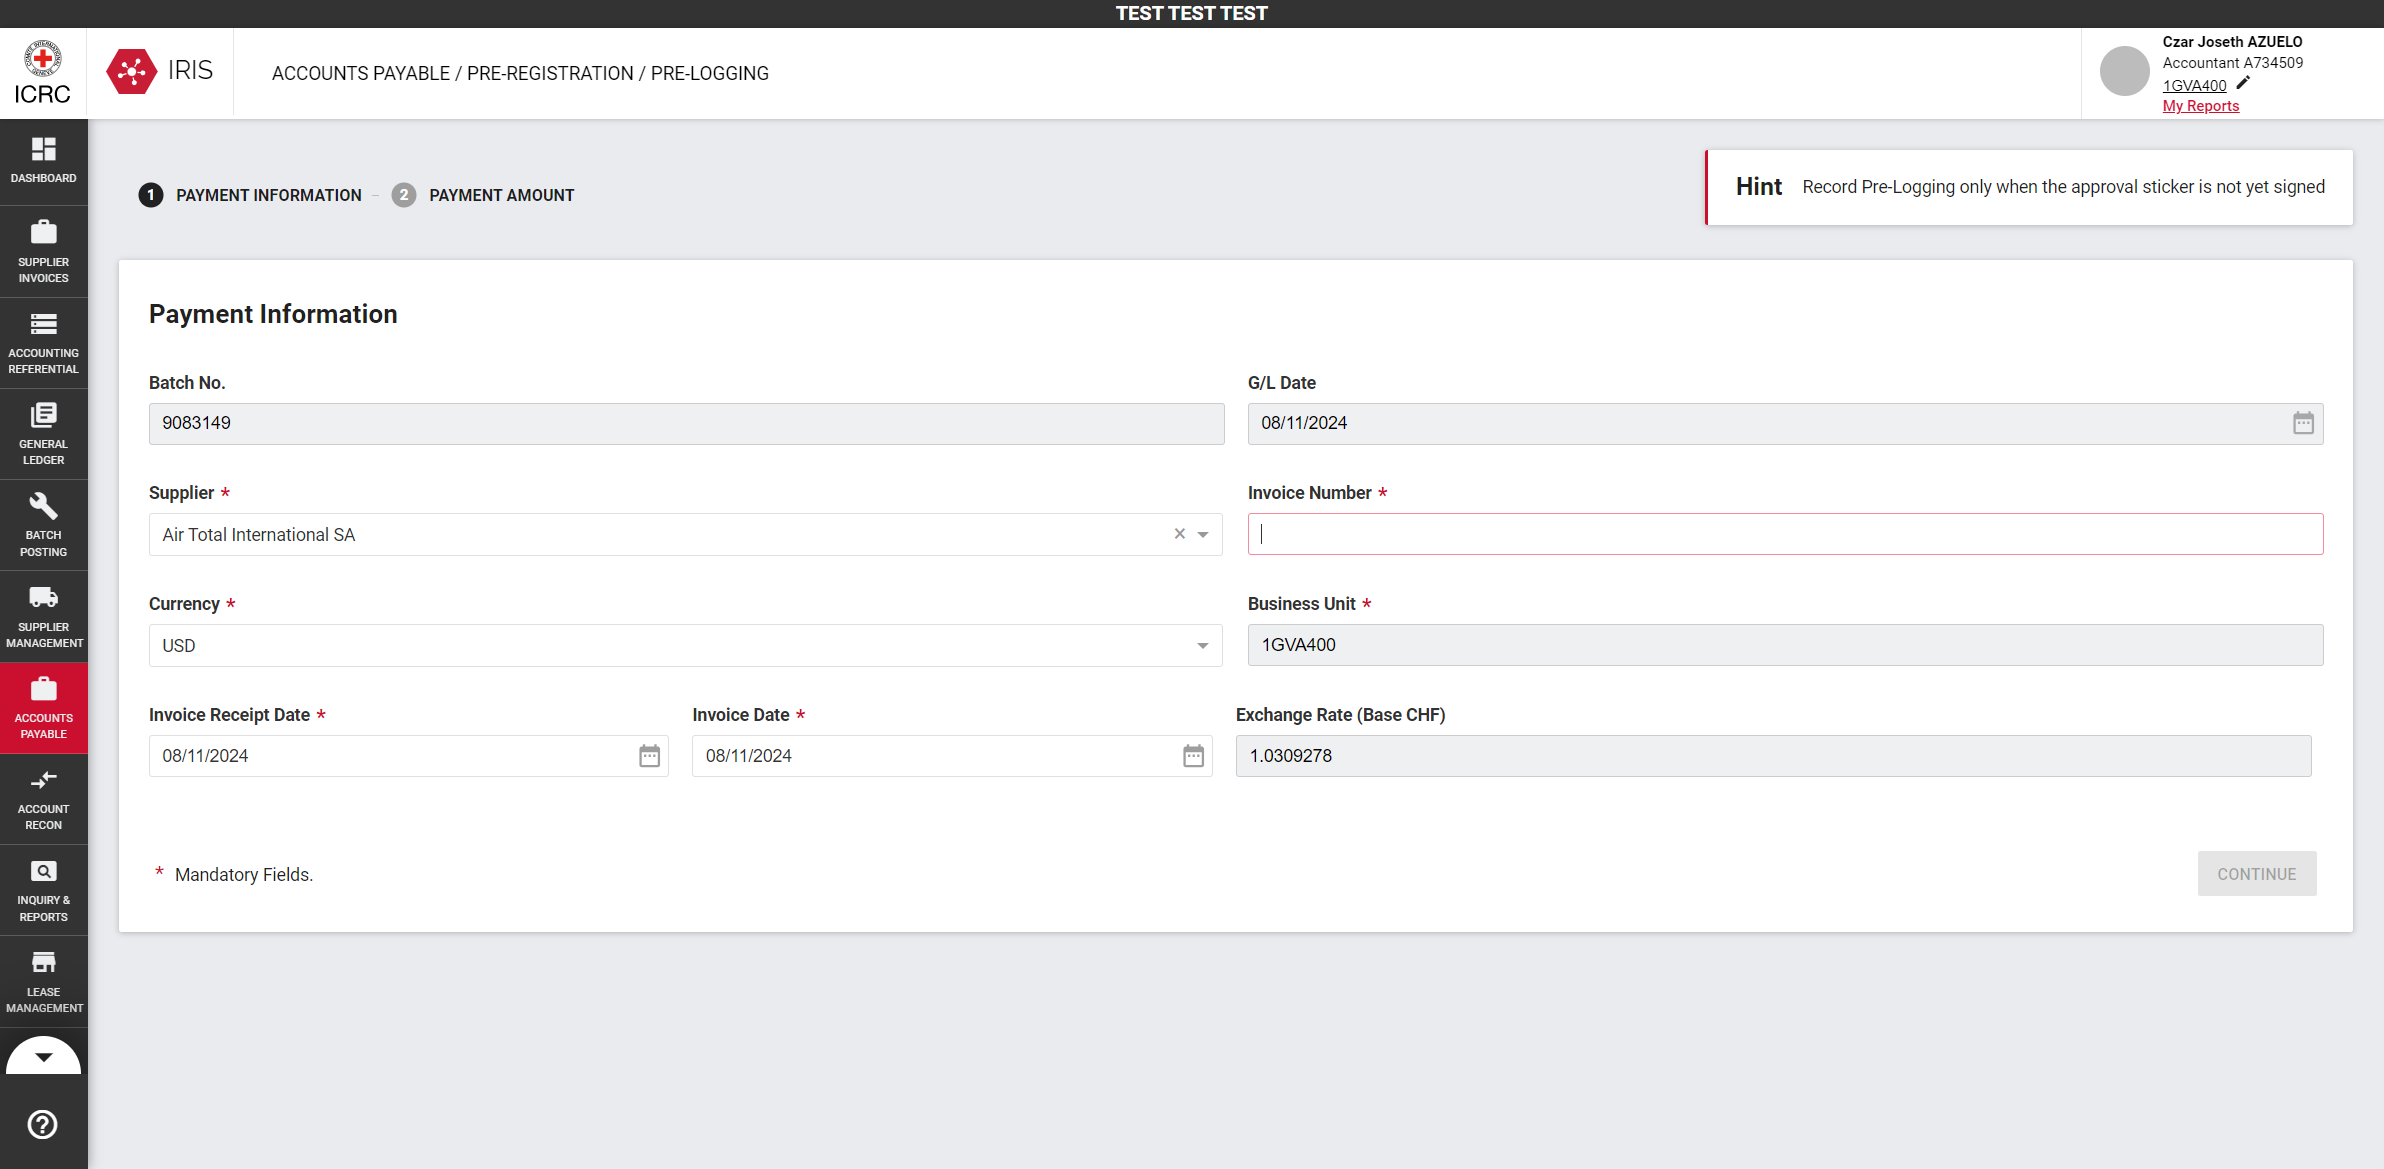 TEST TEST TEST
ICRC
IRIS
ACCOUNTS PAYABLE / PRE-REGISTRATION / PRE-LOGGING
Czar Joseth AZUELO
Accountant A734509
1GVA400
My Reports
DASHBOARD
SUPPLIER
INVOICES
ACCOUNTING
REFERENTIAL
GENERAL
LEDGER
BATCH
POSTING
SUPPLIER
MANAGEMENT
ACCOUNTS
PAYABLE
ACCOUNT
RECON
INQUIRY &
REPORTS
LEASE
MANAGEMENT
1 PAYMENT INFORMATION – 2 PAYMENT AMOUNT
Hint Record Pre-Logging only when the approval sticker is not yet signed
Payment Information
Batch No.
9083149
G/L Date
08/11/2024
Supplier *
Air Total International SA
Invoice Number *
Currency *
USD
Business Unit *
1GVA400
Invoice Receipt Date *
08/11/2024
Invoice Date *
08/11/2024
Exchange Rate (Base CHF)
1.0309278
* Mandatory Fields.
CONTINUE